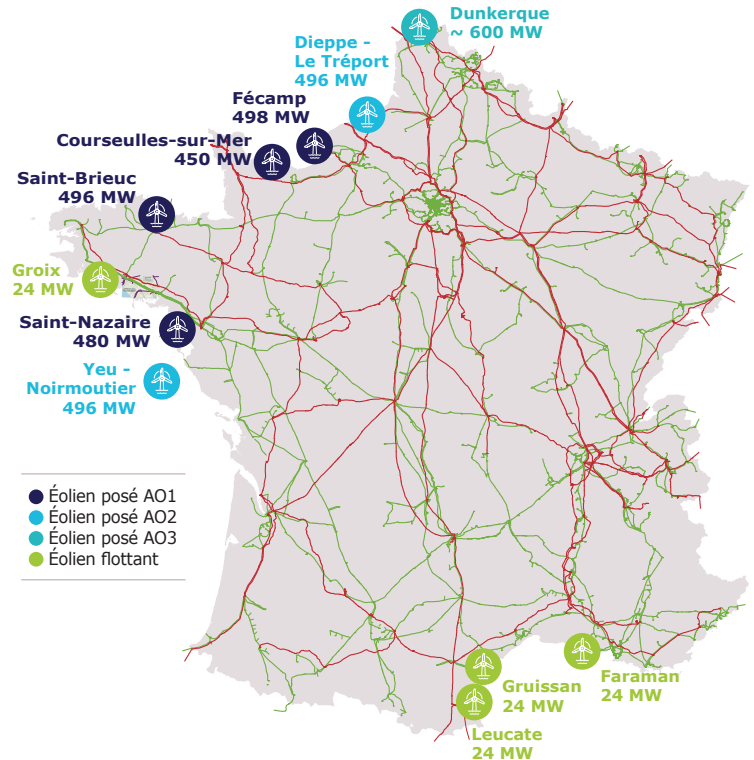 Dunkerque
~ 600 MW
Dieppe -
Le Tréport
496 MW
Fécamp
498 MW
Courseulles-sur-Mer
450 MW
Saint-Brieuc
496 MW
Groix
24 MW
Saint-Nazaire
480 MW
Yeu -
Noirmoutier
496 MW
Éolien posé AO1
Éolien posé AO2
Éolien posé AO3
Éolien flottant
Gruissan
24 MW
Faraman
24 MW
Leucate
24 MW